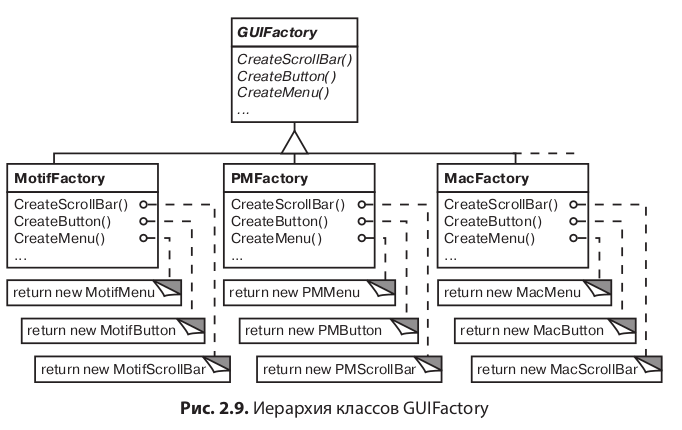 GUIFactory
CreateScrollBar()
CreateButton()
CreateMenu()
...
MotifFactory
CreateScrollBar()
CreateButton()
CreateMenu()
...
return new MotifMenu
return new MotifButton
return new MotifScrollBar
PMFactory
CreateScrollBar()
CreateButton()
CreateMenu()
...
return new PMMenu
return new PMButton
return new PMScrollBar
MacFactory
CreateScrollBar()
CreateButton()
CreateMenu()
...
return new MacMenu
return new MacButton
return new MacScrollBar
Рис. 2.9. Иерархия классов GUIFactory